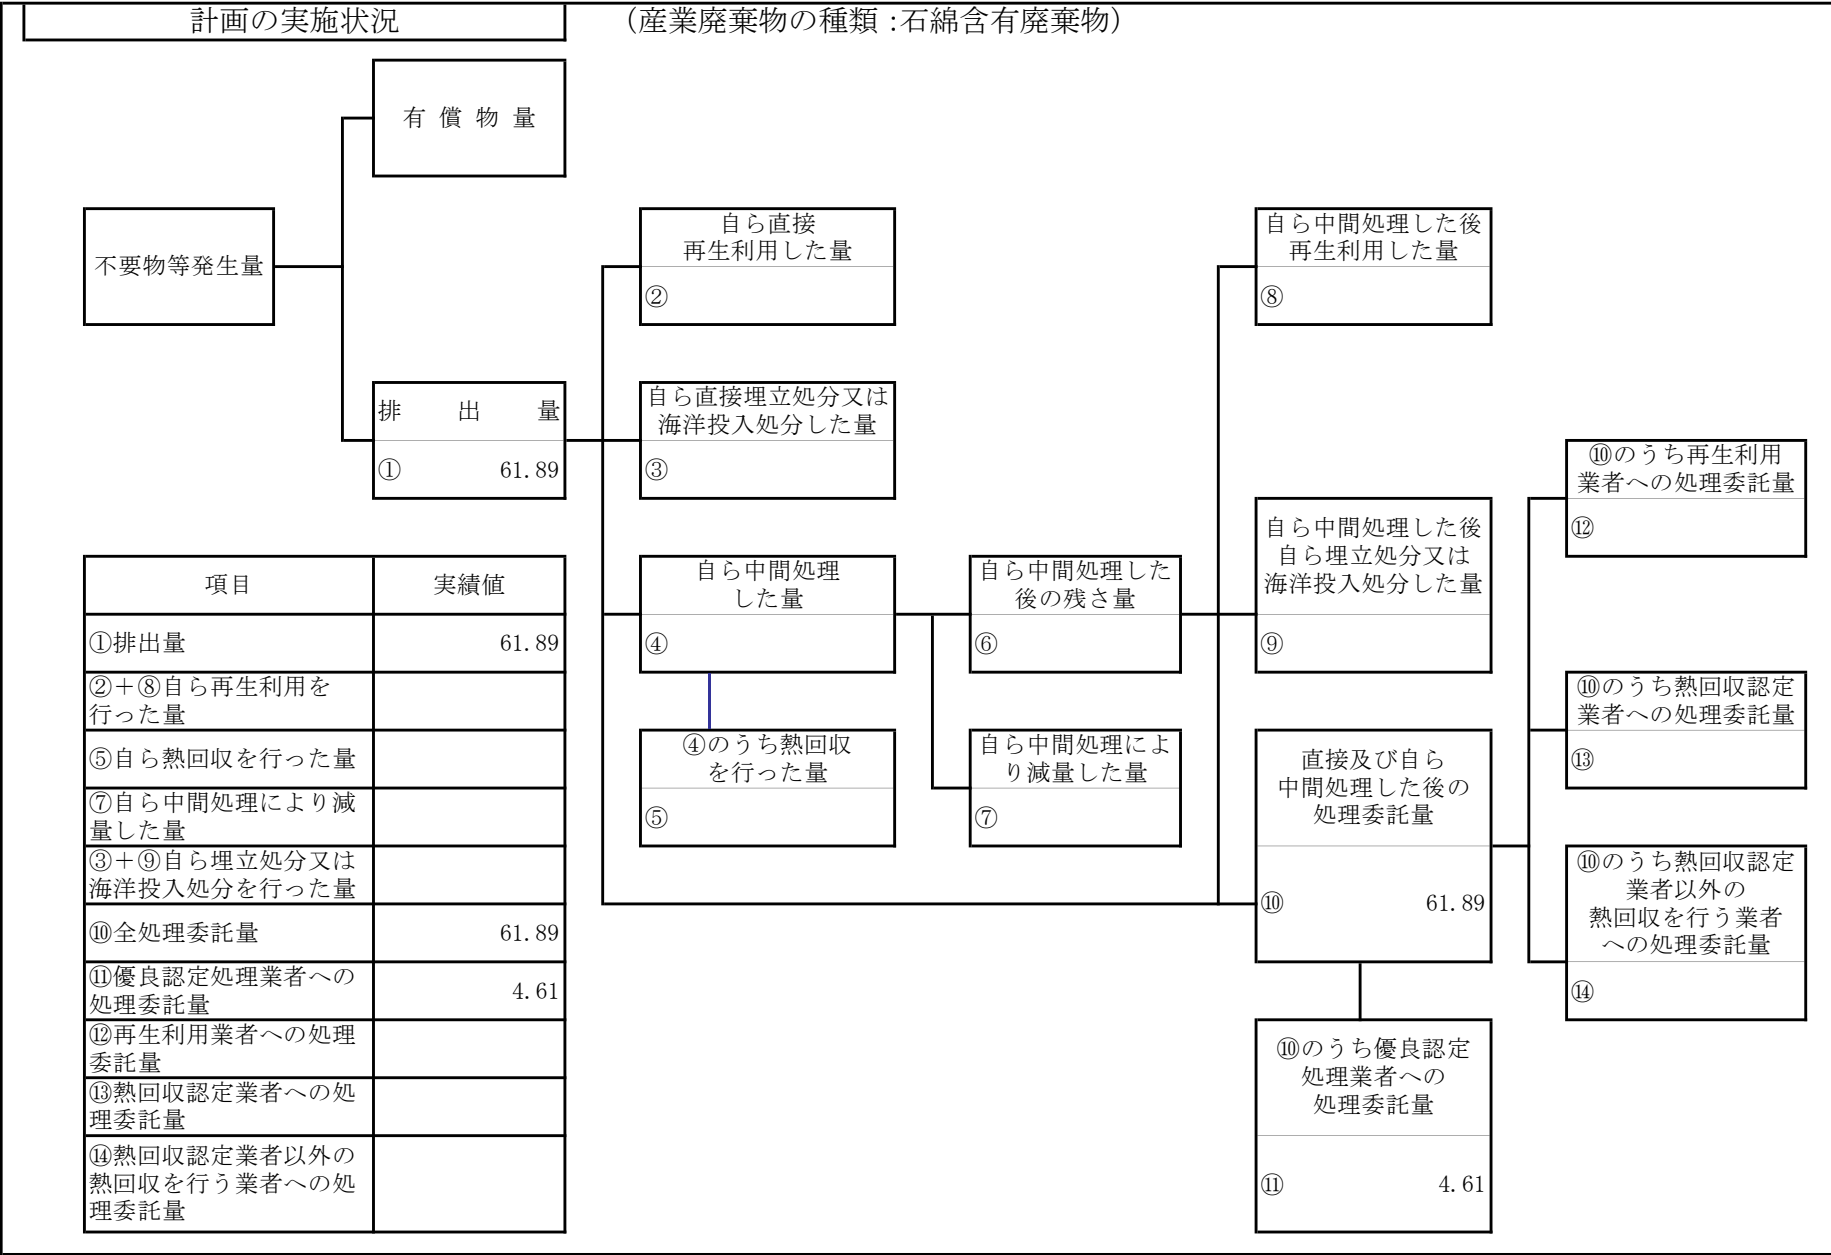 計画の実施状況
（産業廃棄物の種類：石綿含有廃棄物）
有償物量
不要物等発生量
排出量
① 61.89
自ら直接
再生利用した量
②
自ら直接埋立処分又は
海洋投入処分した量
③
自ら中間処理
した量
④
④のうち熱回収
を行った量
⑤
自ら中間処理した
後の残さ量
⑥
自ら中間処理によ
り減量した量
⑦
自ら中間処理した後
再生利用した量
⑧
自ら中間処理した後
自ら埋立処分又は
海洋投入処分した量
⑨
直接及び自ら
中間処理した後の
処理委託量
⑩ 61.89
⑩のうち優良認定
処理業者への
処理委託量
⑪ 4.61
⑩のうち再生利用
業者への処理委託量
⑫
⑩のうち熱回収認定
業者への処理委託量
⑬
⑩のうち熱回収認定
業者以外の
熱回収を行う業者
への処理委託量
⑭
項目 実績値
①排出量 61.89
②＋⑧自ら再生利用を
行った量
⑤自ら熱回収を行った量
⑦自ら中間処理により減
量した量
③＋⑨自ら埋立処分又は
海洋投入処分を行った量
⑩全処理委託量 61.89
⑪優良認定処理業者への
処理委託量 4.61
⑫再生利用業者への処理
委託量
⑬熱回収認定業者への処
理委託量
⑭熱回収認定業者以外の
熱回収を行う業者への処
理委託量